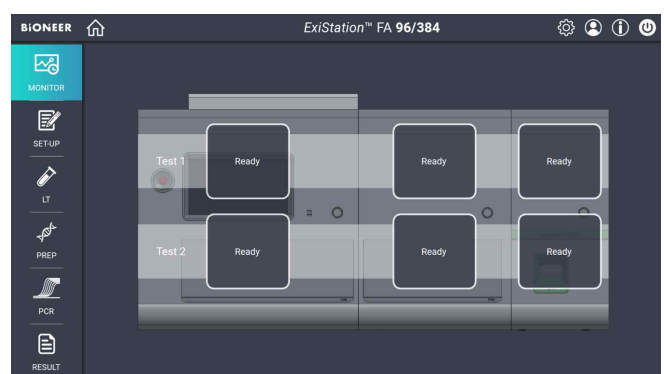 BiONEER
ExiStation™ FA 96/384
MONITOR
SET-UP
LT
PREP
PCR
RESULT
Test 1
Ready
Ready
Ready
Test 2
Ready
Ready
Ready